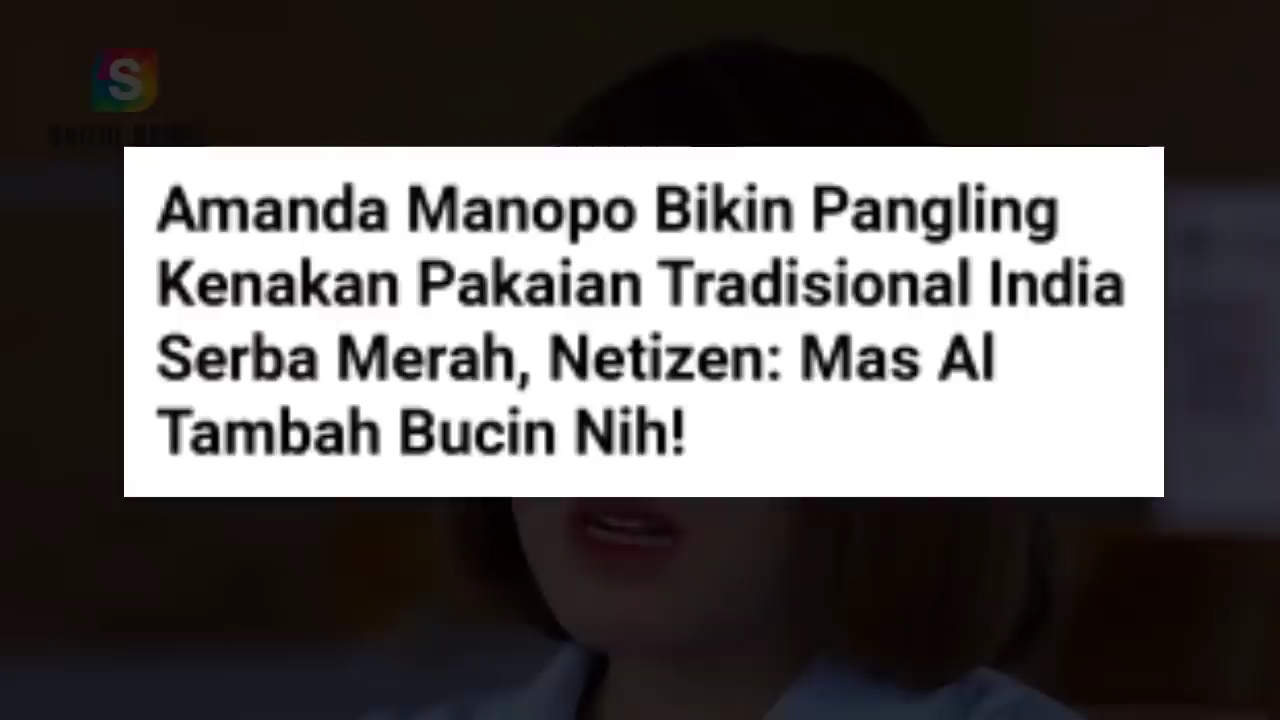 S
Amanda Manopo Bikin Pangling
Kenakan Pakaian Tradisional India
Serba Merah, Netizen: Mas Al
Tambah Bucin Nih!